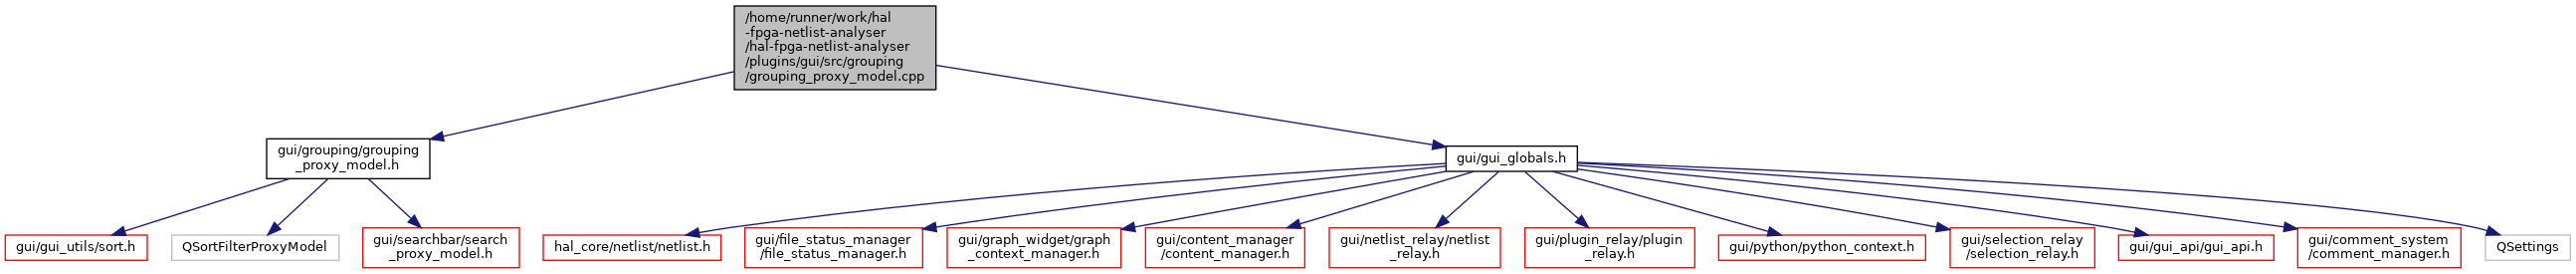 /home/runner/work/hal
-fpga-netlist-analyser
/hal-fpga-netlist-analyser
/plugins/gui/src/grouping
/grouping_proxy_model.cpp
gui/grouping/grouping
_proxy_model.h
gui/gui_globals.h
gui/gui_utils/sort.h
QSortFilterProxyModel
gui/searchbar/search
_proxy_model.h
hal_core/netlist/netlist.h
gui/file_status_manager
/file_status_manager.h
gui/graph_widget/graph
_context_manager.h
gui/content_manager
/content_manager.h
gui/netlist_relay/netlist
_relay.h
gui/plugin_relay/plugin
_relay.h
gui/python/python_context.h
gui/selection_relay
/selection_relay.h
gui/gui_api/gui_api.h
gui/comment_system
/comment_manager.h
QSettings